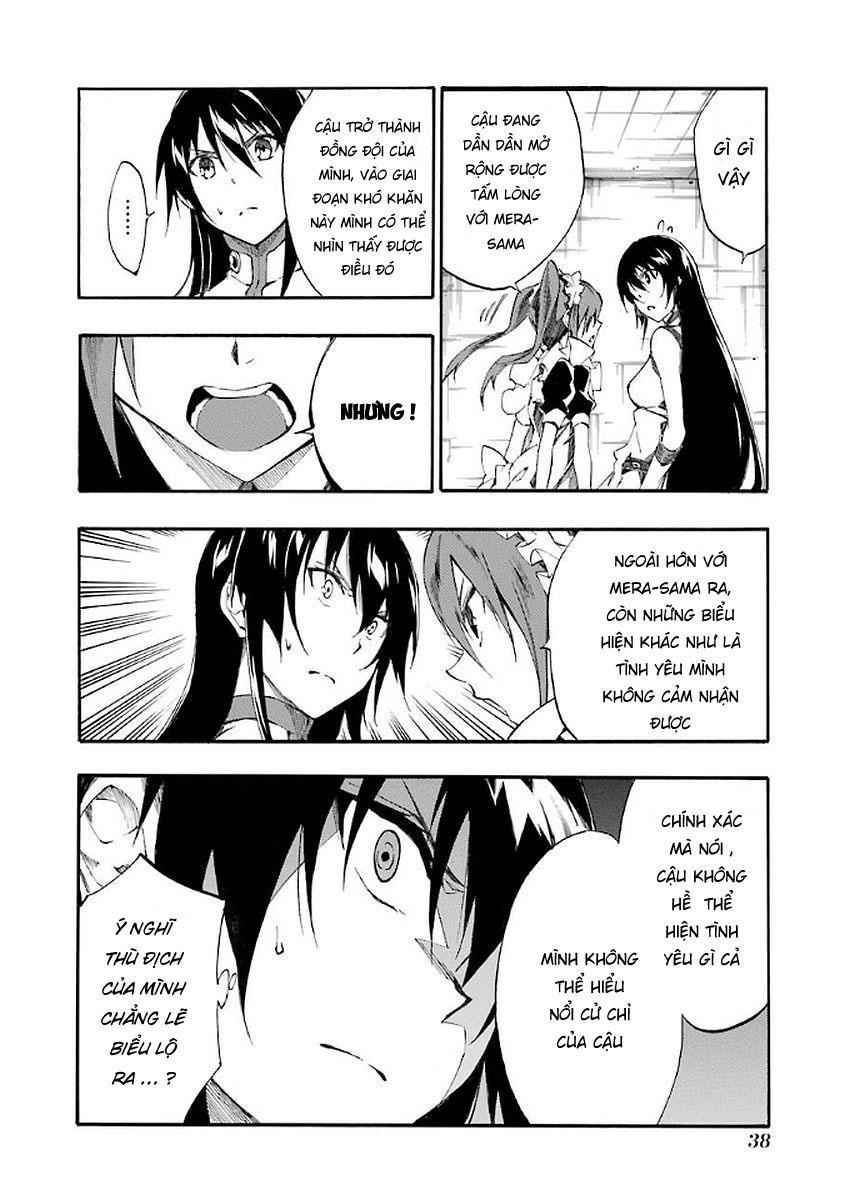 GÌ GÌ
VẬY
CẬU ĐANG
DẦN DẦN MỞ
RỘNG ĐƯỢC
TẤM LÒNG
VỚI MERA-
SAMA
CẬU TRỞ THÀNH
ĐỒNG ĐỘI CỦA
MÌNH, VÀO GIAI
ĐOẠN KHÓ KHĂN
NÀY MÌNH CÓ THỂ
NHÌN THẤY ĐƯỢC
ĐIỀU ĐÓ
......
NHƯNG !
NGOÀI HÔN VỚI
MERA-SAMA RA,
CÒN NHỮNG BIỂU
HIỆN KHÁC NHƯ LÀ
TÌNH YÊU MÌNH
KHÔNG CẢM NHẬN
ĐƯỢC
CHÍNH XÁC
MÀ NÓI ,
CẬU KHÔNG
HỀ THỂ
HIỆN TÌNH
YÊU GÌ CẢ
MÌNH KHÔNG
THỂ HIỂU
NỔI CỬ CHỈ
CỦA CẬU
Ý NGHĨ
THÙ ĐỊCH
CỦA MÌNH
CHẲNG LẼ
BIỂU LỘ
RA ... ?
38